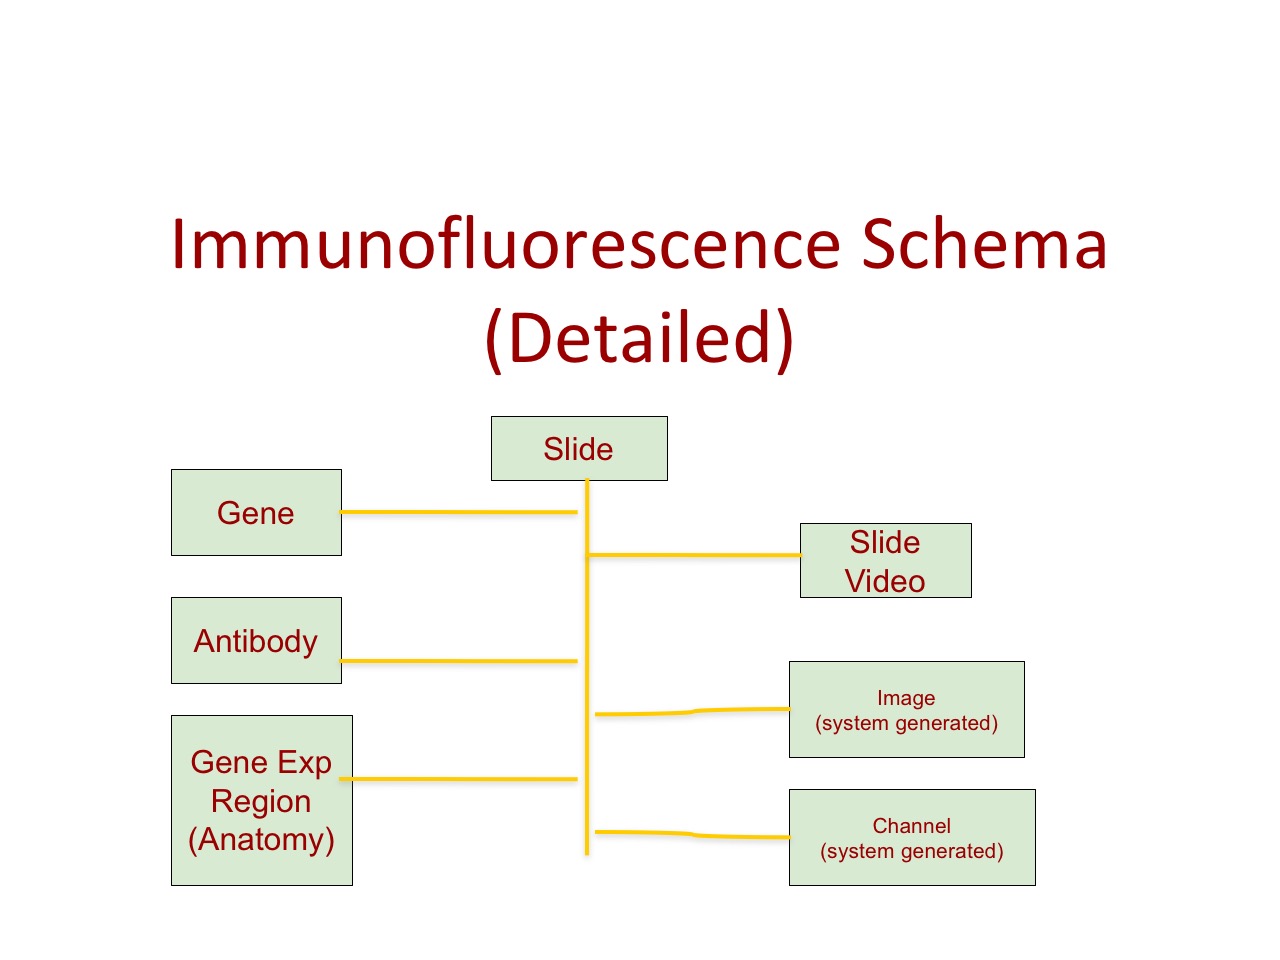 Immunofluorescence Schema
(Detailed)
Slide
Gene
Slide
Video
Antibody
Image
(system generated)
Gene Exp
Region
(Anatomy)
Channel
(system generated)